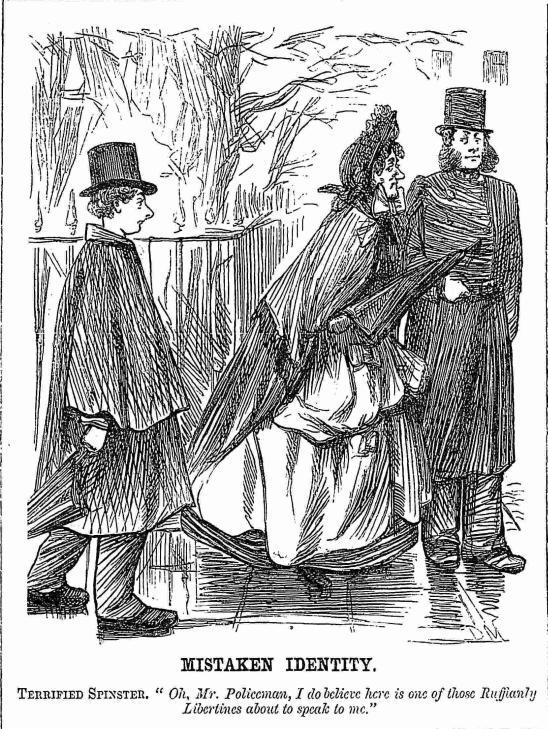 MISTAKEN IDENTITY.
TERRIFIED SPINSTER. “ Oh, Mr. Policeman, I do believe here is one of those Ruffianly
Libertines about to speak to me.”